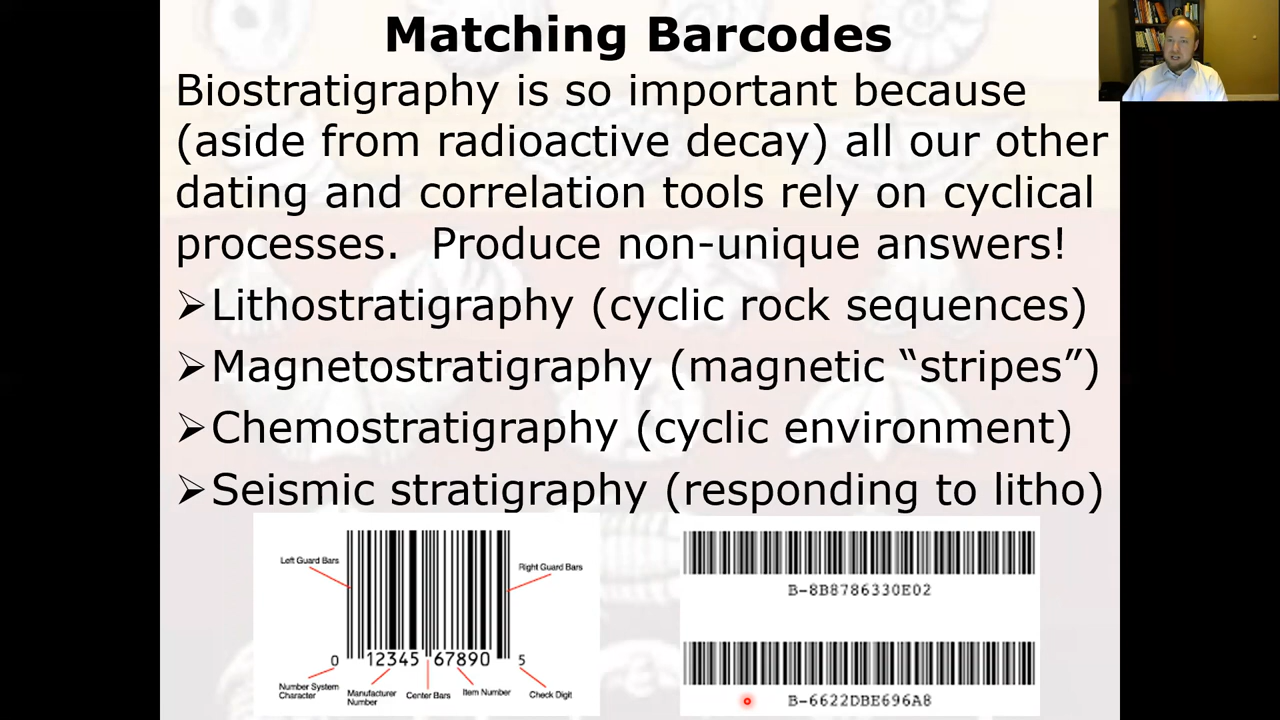 Matching Barcodes
Biostratigraphy is so important because
(aside from radioactive decay) all our other
dating and correlation tools rely on cyclical
processes.  Produce non-unique answers!
➢Lithostratigraphy (cyclic rock sequences)
➢Magnetostratigraphy (magnetic “stripes”)
➢Chemostratigraphy (cyclic environment)
➢Seismic stratigraphy (responding to litho)
Left Guard Bars
Right Guard Bars
0 12345 67890 5
Number System
Character
Manufacturer
Number
Center Bars
Item Number
Check Digit
B-8B8786330E02
B-6622DBE696A8